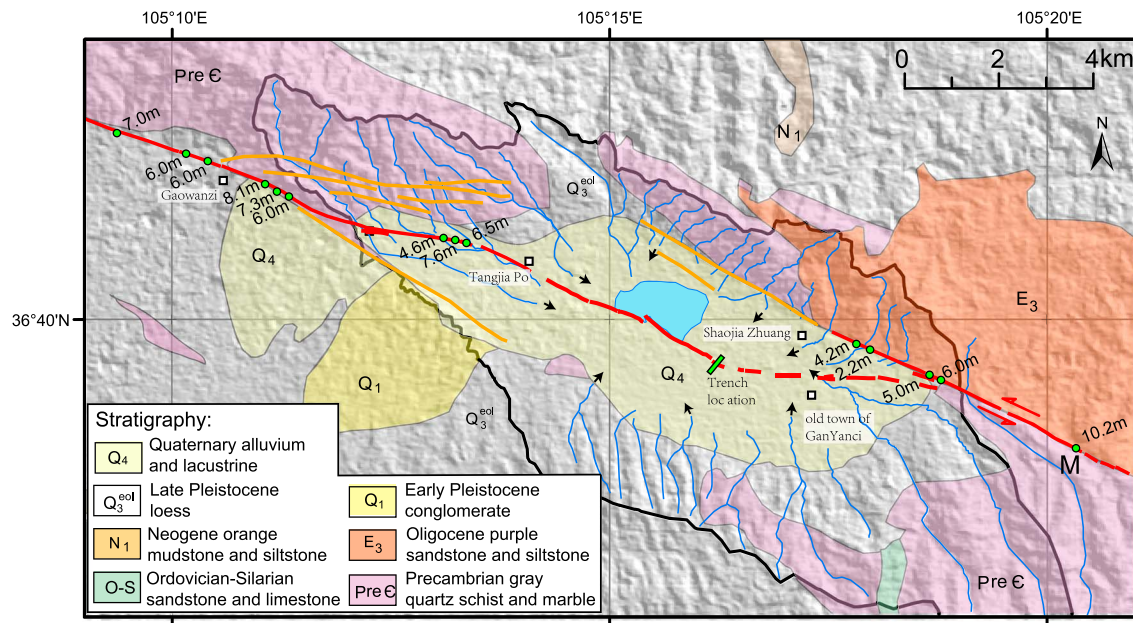 105°10'E
105°15'E
105°20'E
0 2 4km
N
Pre Є
7.0m
6.0m
6.0m
Gaowanzi
8.1m
7.3m
6.0m
N1
Q3eol
4.6m
7.6m
6.5m
Q4
Tangjia Po
E3
36°40'N
Shaojia Zhuang
4.2m
2.2m
5.0m
6.0m
Q4
Trench
loc ation
Q1
Q3eol
old town of
GanYanci
10.2m
M
Pre Є
Stratigraphy:
Q4 Quaternary alluvium
and lacustrine
Q3eol Late Pleistocene
loess
N1 Neogene orange
mudstone and siltstone
O-S Ordovician-Silarian
sandstone and limestone
Q1 Early Pleistocene
conglomerate
E3 Oligocene purple
sandstone and siltstone
Pre Є Precambrian gray
quartz schist and marble